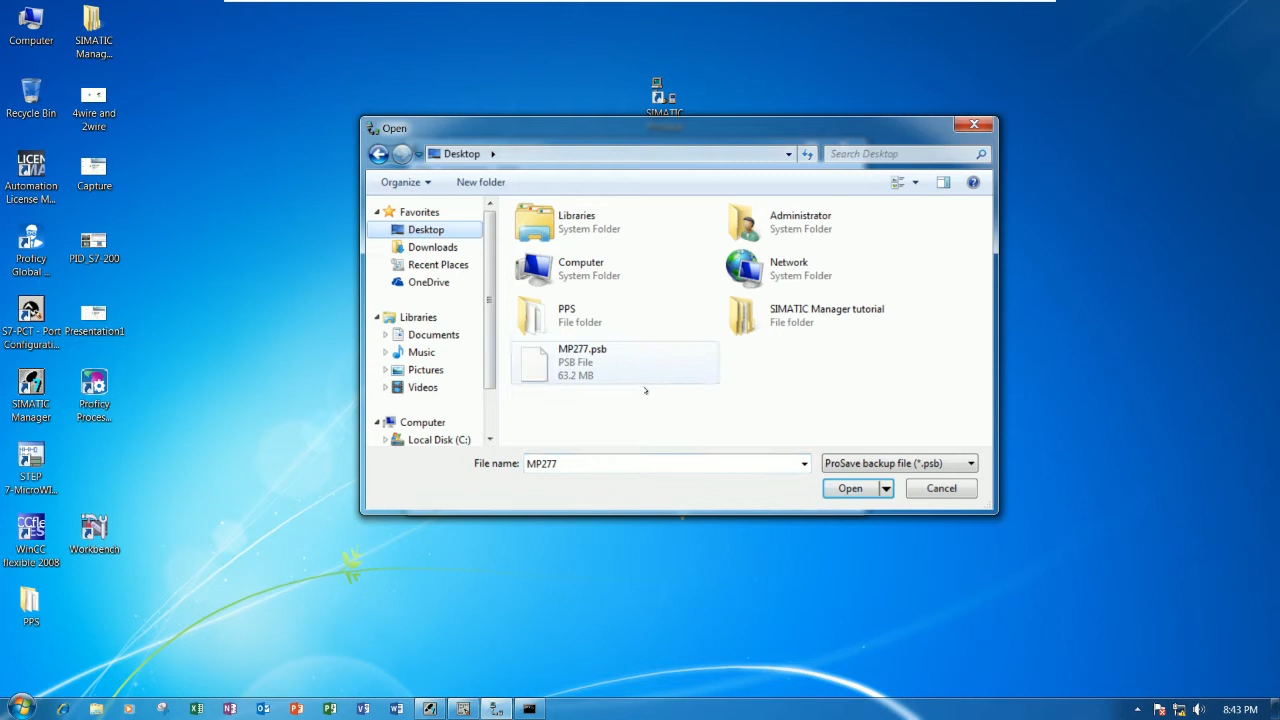 Computer
SIMATIC
Manag...
Recycle Bin
4wire and
2wire
Automation
License M...
Capture
Proficy
Global ...
PID_S7-200
S7-PCT - Port
Configurati...
Presentation1
SIMATIC
Manager
Proficy
Proces...
STEP
7-MicroWI...
WinCC
flexible 2008
Workbench
PPS
SIMATIC
Open
Desktop
Search Desktop
Organize
New folder
Favorites
Desktop
Downloads
Recent Places
OneDrive
Libraries
Documents
Music
Pictures
Videos
Computer
Local Disk (C:)
Libraries
System Folder
Administrator
System Folder
Computer
System Folder
Network
System Folder
PPS
File folder
SIMATIC Manager tutorial
File folder
MP277.psb
PSB File
63.2 MB
File name:
MP277
ProSave backup file (*.psb)
Open
Cancel
8:43 PM